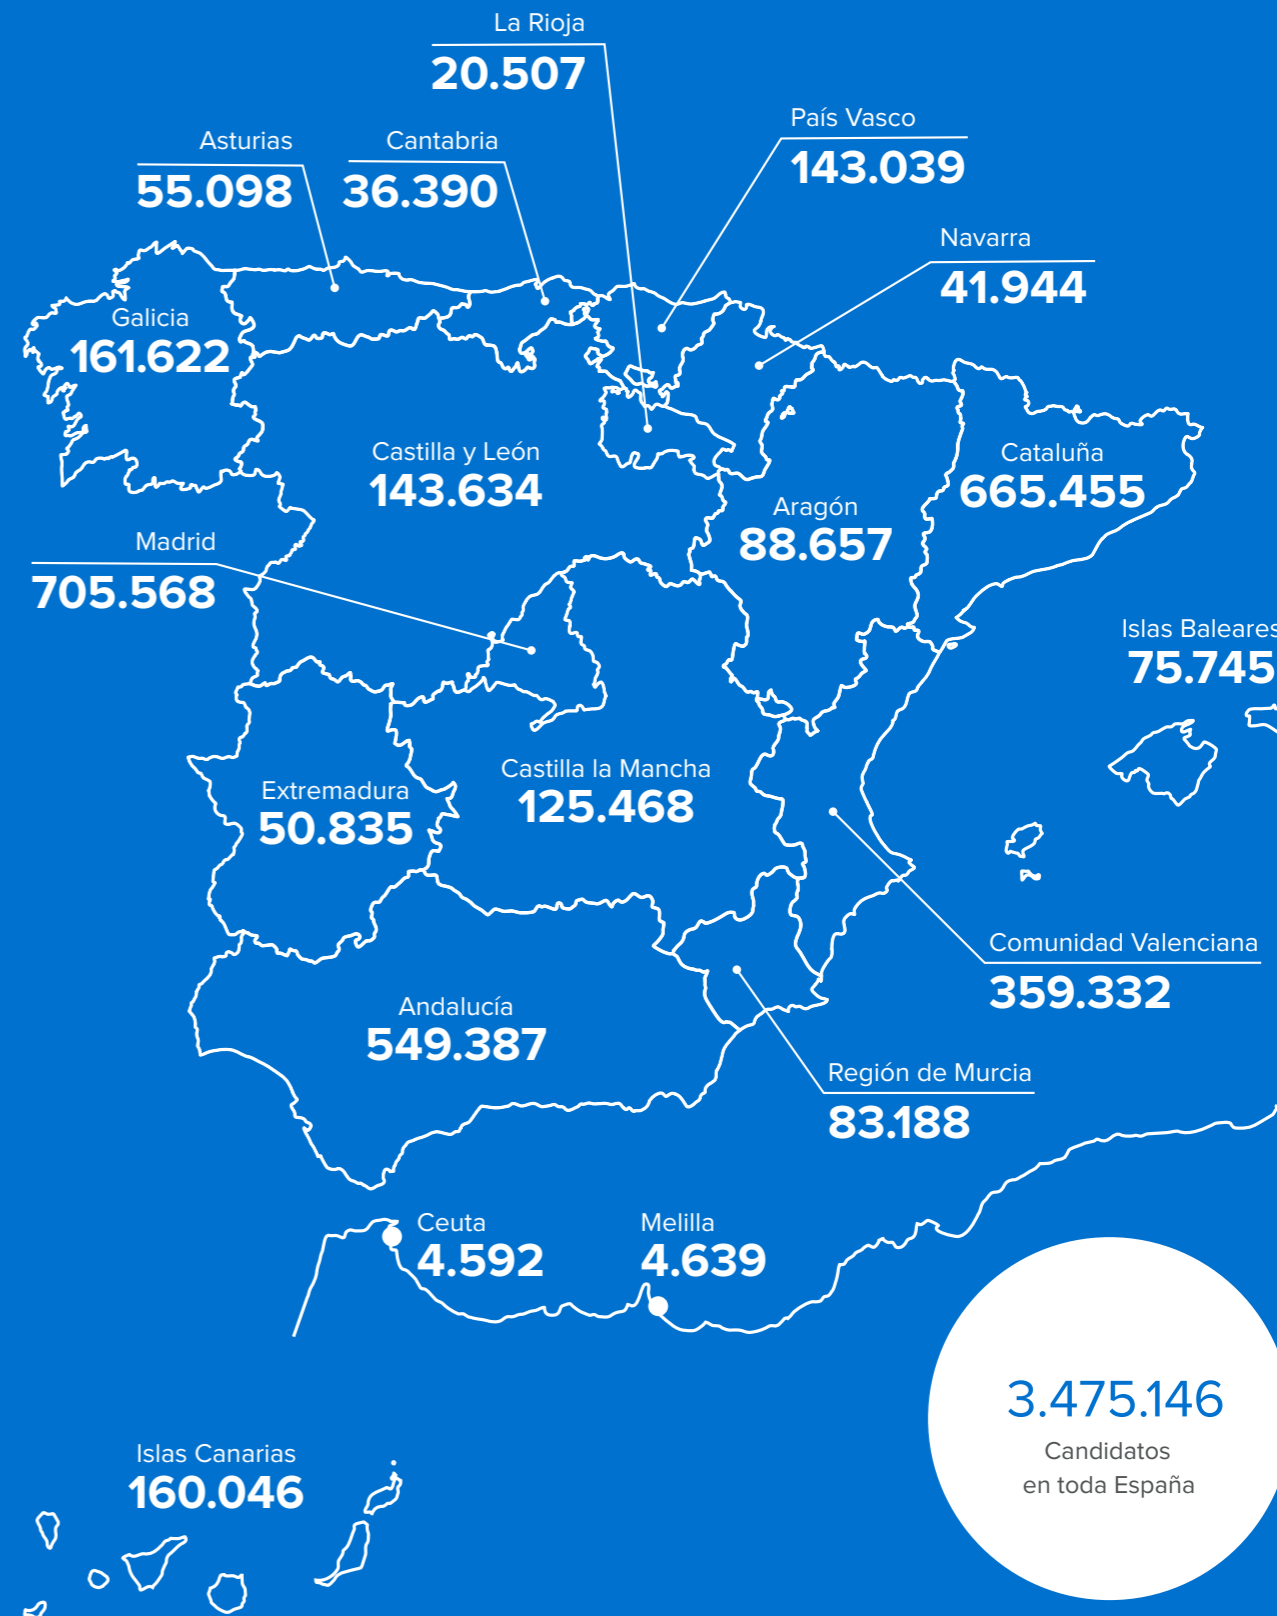 La Rioja
20.507
País Vasco
143.039
Asturias
55.098
Cantabria
36.390
Navarra
41.944
Galicia
161.622
Castilla y León
143.634
Cataluña
665.455
Aragón
88.657
Madrid
705.568
Islas Baleares
75.745
Castilla la Mancha
125.468
Extremadura
50.835
Comunidad Valenciana
359.332
Andalucía
549.387
Región de Murcia
83.188
Ceuta
4.592
Melilla
4.639
3.475.146
Candidatos
en toda España
Islas Canarias
160.046